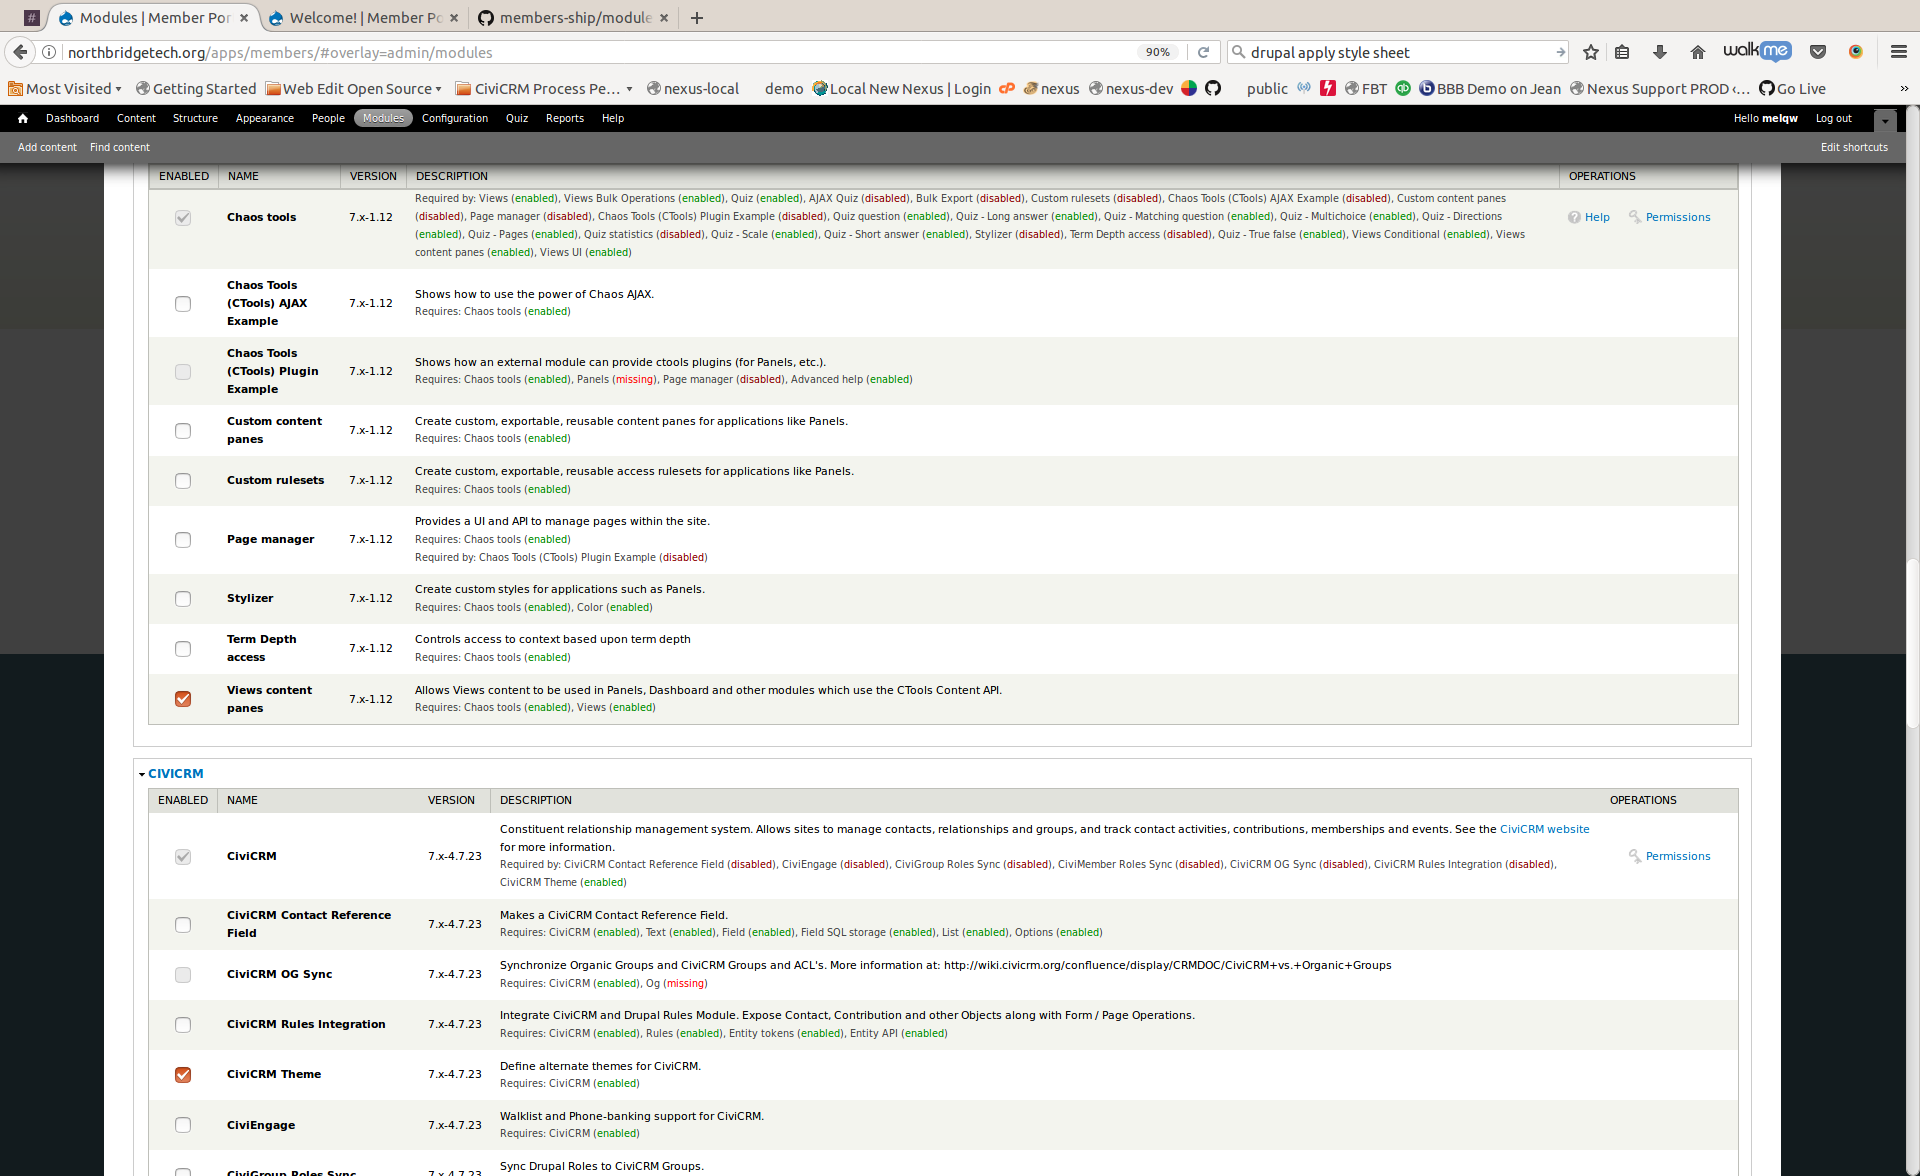 Modules | Member Por
Welcome! | Member Po
members-ship/module
northbridgetech.org/apps/members/#overlay=admin/modules
90%
drupal apply style sheet
walkme
Most Visited
Getting Started
Web Edit Open Source
CiviCRM Process Pe...
nexus-local
demo
Local New Nexus | Login
nexus
nexus-dev
public
FBT
BBB Demo on Jean
Nexus Support PROD ‹...
Go Live
Dashboard
Content
Structure
Appearance
People
Modules
Configuration
Quiz
Reports
Help
Hello melqw
Log out
Add content
Find content
Edit shortcuts
ENABLED NAME VERSION DESCRIPTION OPERATIONS
Chaos tools
7.x-1.12
Required by: Views (enabled), Views Bulk Operations (enabled), Quiz (enabled), AJAX Quiz (disabled), Bulk Export (disabled), Custom rulesets (disabled), Chaos Tools (CTools) AJAX Example (disabled), Custom content panes
(disabled), Page manager (disabled), Chaos Tools (CTools) Plugin Example (disabled), Quiz question (enabled), Quiz - Long answer (enabled), Quiz - Matching question (enabled), Quiz - Multichoice (enabled), Quiz - Directions
(enabled), Quiz - Pages (enabled), Quiz statistics (disabled), Quiz - Scale (enabled), Quiz - Short answer (enabled), Stylizer (disabled), Term Depth access (disabled), Quiz - True false (enabled), Views Conditional (enabled), Views
content panes (enabled), Views UI (enabled)
Help
Permissions
Chaos Tools
(CTools) AJAX
Example
7.x-1.12
Shows how to use the power of Chaos AJAX.
Requires: Chaos tools (enabled)
Chaos Tools
(CTools) Plugin
Example
7.x-1.12
Shows how an external module can provide ctools plugins (for Panels, etc.).
Requires: Chaos tools (enabled), Panels (missing), Page manager (disabled), Advanced help (enabled)
Custom content
panes
7.x-1.12
Create custom, exportable, reusable content panes for applications like Panels.
Requires: Chaos tools (enabled)
Custom rulesets
7.x-1.12
Create custom, exportable, reusable access rulesets for applications like Panels.
Requires: Chaos tools (enabled)
Page manager
7.x-1.12
Provides a UI and API to manage pages within the site.
Requires: Chaos tools (enabled)
Required by: Chaos Tools (CTools) Plugin Example (disabled)
Stylizer
7.x-1.12
Create custom styles for applications such as Panels.
Requires: Chaos tools (enabled), Color (enabled)
Term Depth
access
7.x-1.12
Controls access to context based upon term depth
Requires: Chaos tools (enabled)
Views content
panes
7.x-1.12
Allows Views content to be used in Panels, Dashboard and other modules which use the CTools Content API.
Requires: Chaos tools (enabled), Views (enabled)
CIVICRM
ENABLED NAME VERSION DESCRIPTION OPERATIONS
CiviCRM
7.x-4.7.23
Constituent relationship management system. Allows sites to manage contacts, relationships and groups, and track contact activities, contributions, memberships and events. See the CiviCRM website
for more information.
Required by: CiviCRM Contact Reference Field (disabled), CiviEngage (disabled), CiviGroup Roles Sync (disabled), CiviMember Roles Sync (disabled), CiviCRM OG Sync (disabled), CiviCRM Rules Integration (disabled),
CiviCRM Theme (enabled)
Permissions
CiviCRM Contact Reference
Field
7.x-4.7.23
Makes a CiviCRM Contact Reference Field.
Requires: CiviCRM (enabled), Text (enabled), Field (enabled), Field SQL storage (enabled), List (enabled), Options (enabled)
CiviCRM OG Sync
7.x-4.7.23
Synchronize Organic Groups and CiviCRM Groups and ACL's. More information at: http://wiki.civicrm.org/confluence/display/CRMDOC/CiviCRM+vs.+Organic+Groups
Requires: CiviCRM (enabled), Og (missing)
CiviCRM Rules Integration
7.x-4.7.23
Integrate CiviCRM and Drupal Rules Module. Expose Contact, Contribution and other Objects along with Form / Page Operations.
Requires: CiviCRM (enabled), Rules (enabled), Entity tokens (enabled), Entity API (enabled)
CiviCRM Theme
7.x-4.7.23
Define alternate themes for CiviCRM.
Requires: CiviCRM (enabled)
CiviEngage
7.x-4.7.23
Walklist and Phone-banking support for CiviCRM.
Requires: CiviCRM (enabled)
CiviGroup Roles Sync
7.x-4.7.23
Sync Drupal Roles to CiviCRM Groups.